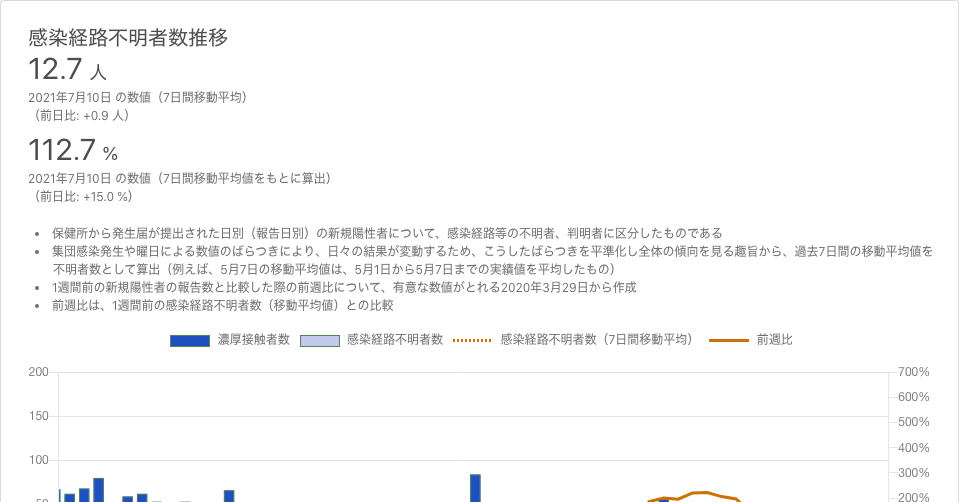 感染経路不明者数推移
12.7 人
2021年7月10日 の数値（7日間移動平均）
（前日比: +0.9 人）
112.7 %
2021年7月10日 の数値（7日間移動平均値をもとに算出）
（前日比: +15.0 %）
• 保健所から発生届が提出された日別（報告日別）の新規陽性者について、感染経路等の不明者、判明者に区分したものである
• 集団感染発生や曜日による数値のばらつきにより、日々の結果が変動するため、こうしたばらつきを平準化し全体の傾向を見る趣旨から、過去7日間の移動平均値を
不明者数として算出（例えば、5月7日の移動平均値は、5月1日から5月7日までの実績値を平均したもの）
• 1週間前の新規陽性者の報告数と比較した際の前週比について、有意な数値がとれる2020年3月29日から作成
• 前週比は、1週間前の感染経路不明者数（移動平均値）との比較
濃厚接触者数 感染経路不明者数 感染経路不明者数（7日間移動平均） 前週比
200 700%
600%
150 500%
400%
100 300%
50 200%